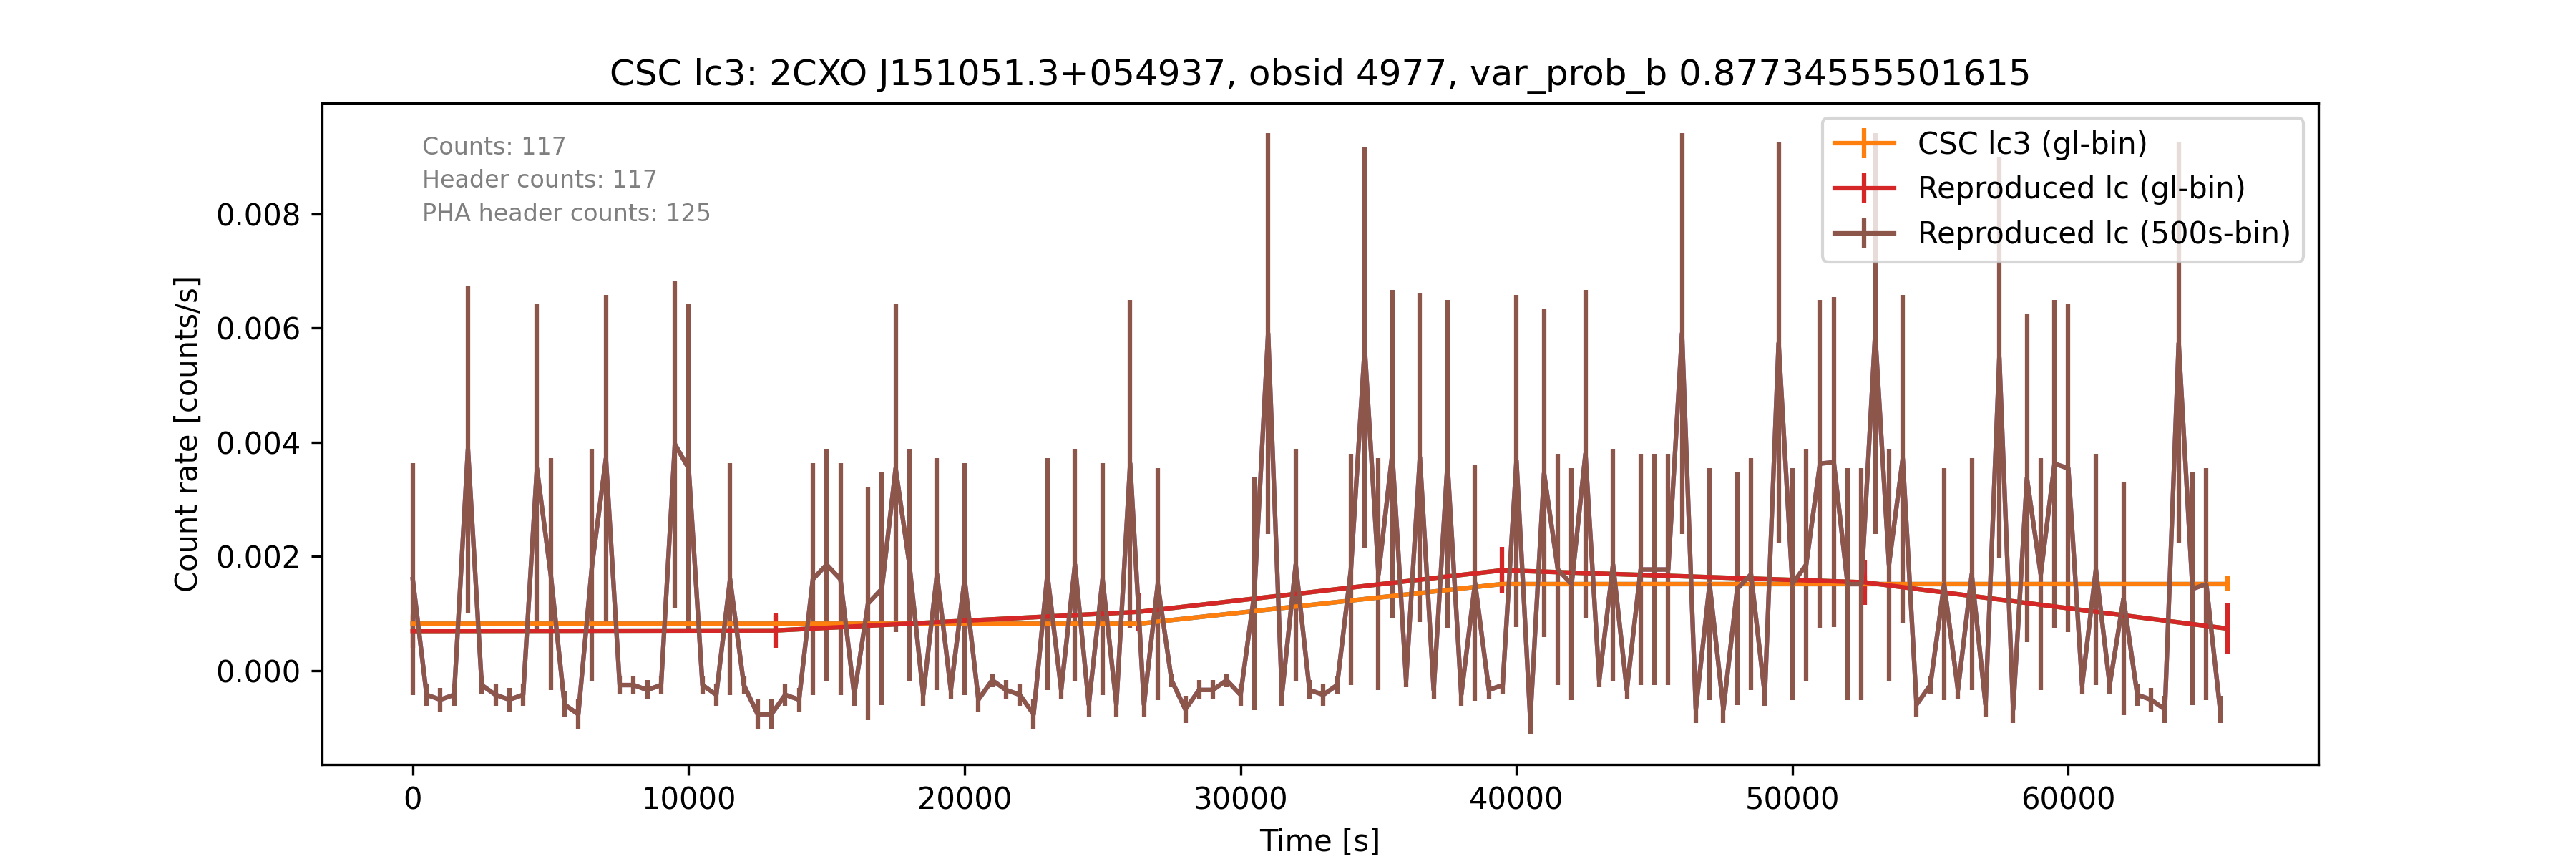 CSC lc3: 2CXO J151051.3+054937, obsid 4977, var_prob_b 0.87734555501615
Counts: 117
Header counts: 117
PHA header counts: 125
CSC lc3 (gl-bin)
Reproduced lc (gl-bin)
Reproduced lc (500s-bin)
Count rate [counts/s]
0.008
0.006
0.004
0.002
0.000
0 10000 20000 30000 40000 50000 60000
Time [s]